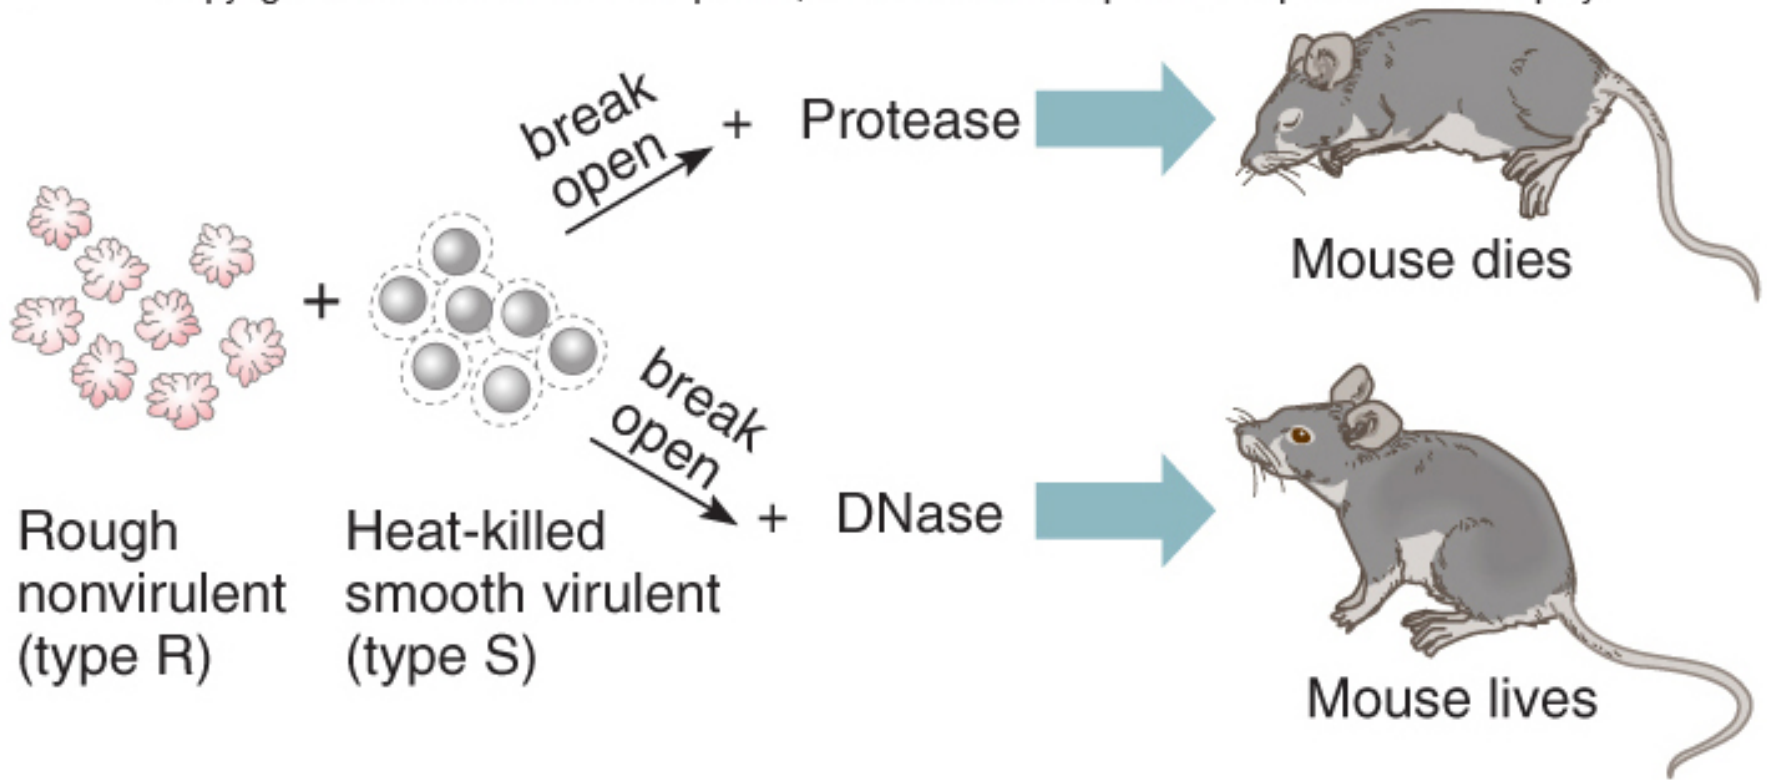 break
open
+ Protease
Mouse dies
+
break
open
+ DNase
Rough
nonvirulent
(type R)
Heat-killed
smooth virulent
(type S)
Mouse lives